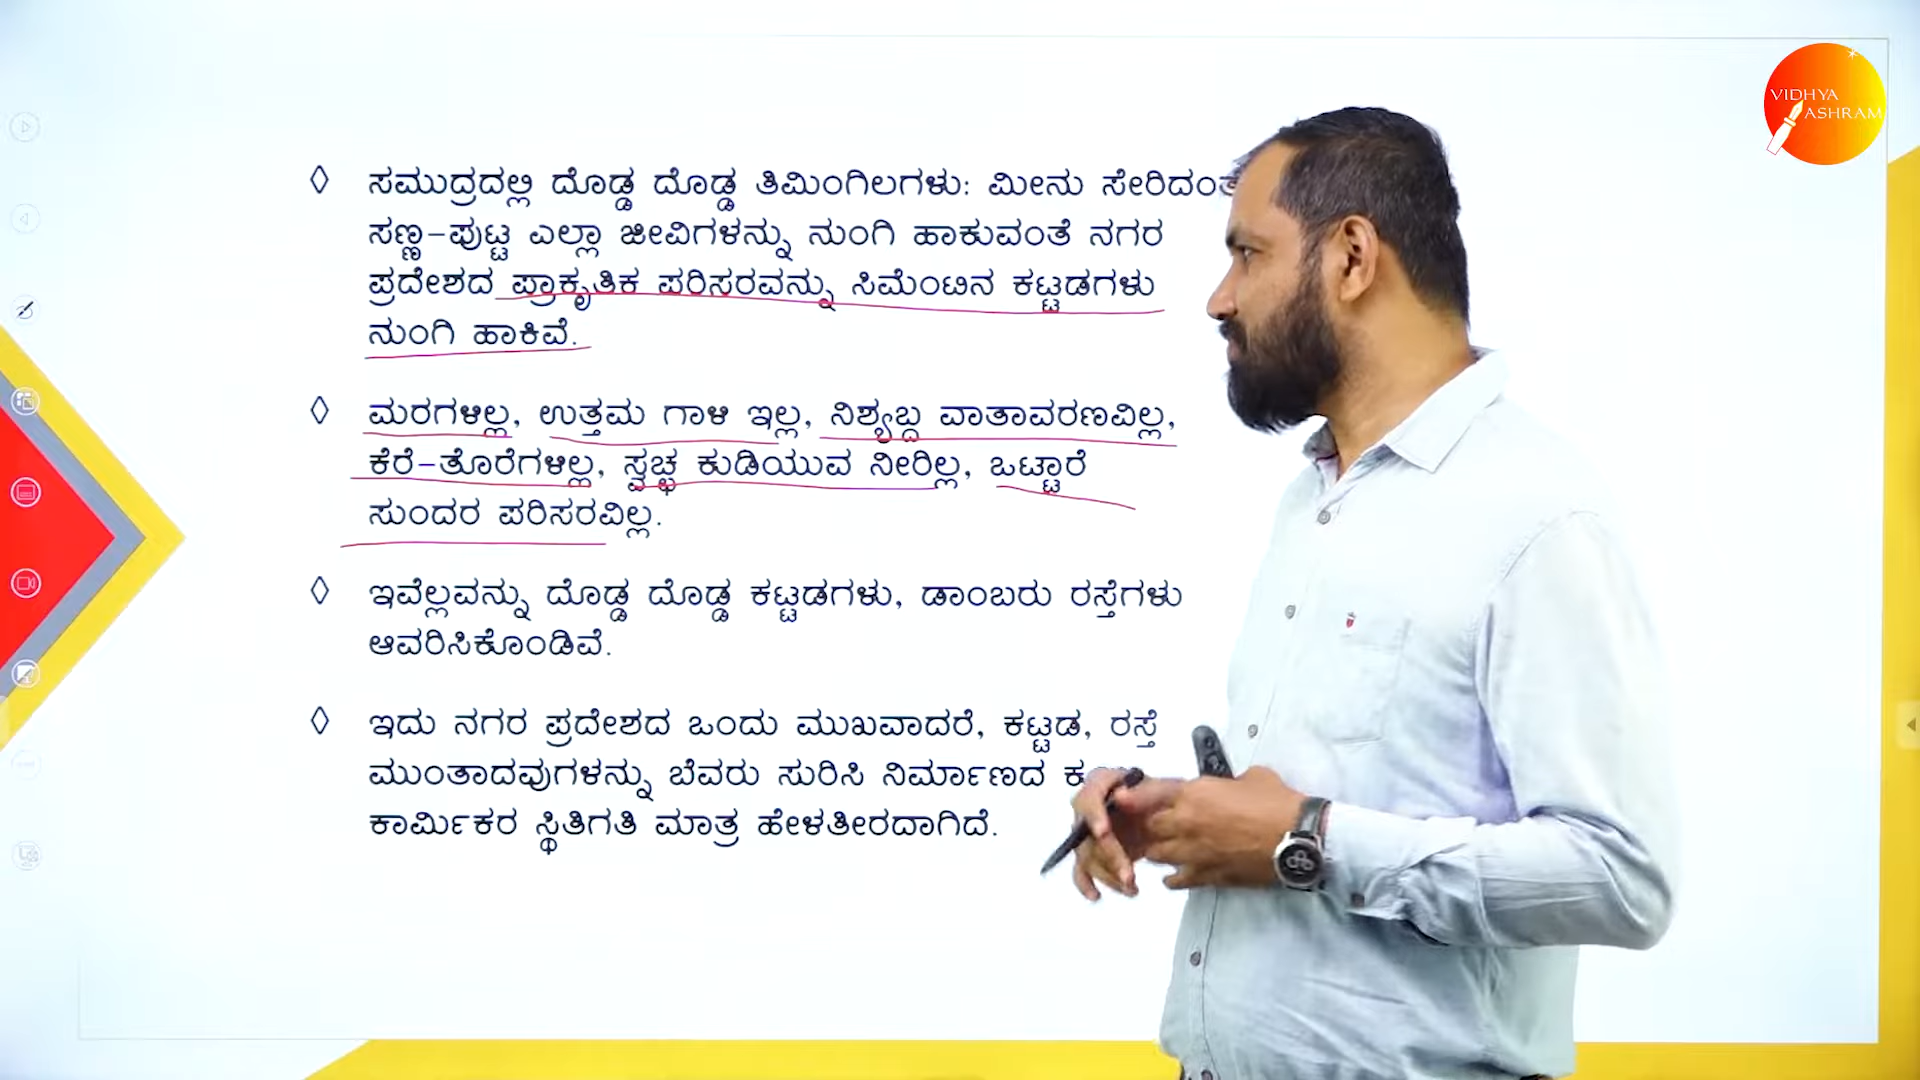 VIDHYA
ASHRAM
◊ ಸಮುದ್ರದಲ್ಲಿ ದೊಡ್ಡ ದೊಡ್ಡ ತಿಮಿಂಗಿಲಗಳು: ಮೀನು ಸೇರಿದಂತೆ
ಸಣ್ಣ-ಪುಟ್ಟ ಎಲ್ಲಾ ಜೀವಿಗಳನ್ನು ನುಂಗಿ ಹಾಕುವಂತೆ ನಗರ
ಪ್ರದೇಶದ ಪ್ರಾಕೃತಿಕ ಪರಿಸರವನ್ನು ಸಿಮೆಂಟಿನ ಕಟ್ಟಡಗಳು
ನುಂಗಿ ಹಾಕಿವೆ.
◊ ಮರಗಳಿಲ್ಲ, ಉತ್ತಮ ಗಾಳಿ ಇಲ್ಲ, ನಿಶ್ಯಬ್ದ ವಾತಾವರಣವಿಲ್ಲ,
ಕೆರೆ-ತೊರೆಗಳಿಲ್ಲ, ಸ್ವಚ್ಛ ಕುಡಿಯುವ ನೀರಿಲ್ಲ, ಒಟ್ಟಾರೆ
ಸುಂದರ ಪರಿಸರವಿಲ್ಲ.
◊ ಇವೆಲ್ಲವನ್ನು ದೊಡ್ಡ ದೊಡ್ಡ ಕಟ್ಟಡಗಳು, ಡಾಂಬರು ರಸ್ತೆಗಳು
ಆವರಿಸಿಕೊಂಡಿವೆ.
◊ ಇದು ನಗರ ಪ್ರದೇಶದ ಒಂದು ಮುಖವಾದರೆ, ಕಟ್ಟಡ, ರಸ್ತೆ
ಮುಂತಾದವುಗಳನ್ನು ಬೆವರು ಸುರಿಸಿ ನಿರ್ಮಾಣದ
ಕಾರ್ಮಿಕರ ಸ್ಥಿತಿಗತಿ ಮಾತ್ರ ಹೇಳತೀರದಾಗಿದೆ.